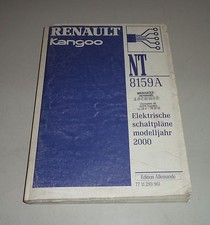 RENAULT
Kangoo
NT
8159A
Elektrische
schaltpläne
modelljahr
2000
Edition Allemande